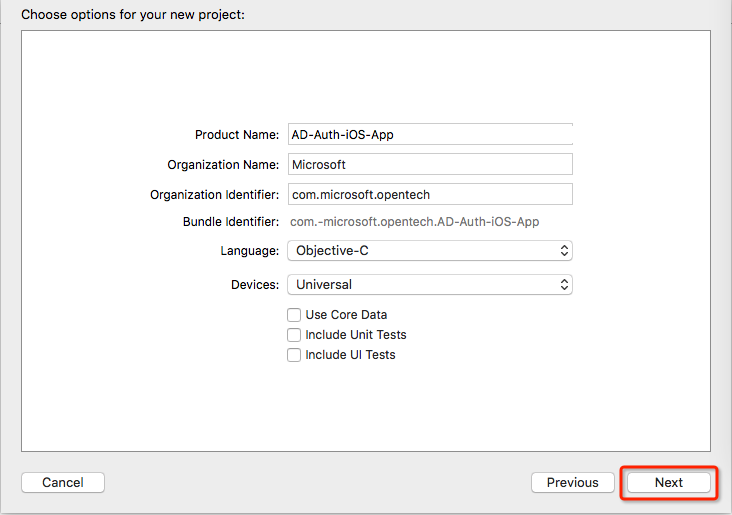 Choose options for your new project:
Product Name: AD-Auth-iOS-App
Organization Name: Microsoft
Organization Identifier: com.microsoft.opentech
Bundle Identifier: com.-microsoft.opentech.AD-Auth-iOS-App
Language: Objective-C
Devices: Universal
Use Core Data
Include Unit Tests
Include UI Tests
Cancel Previous Next